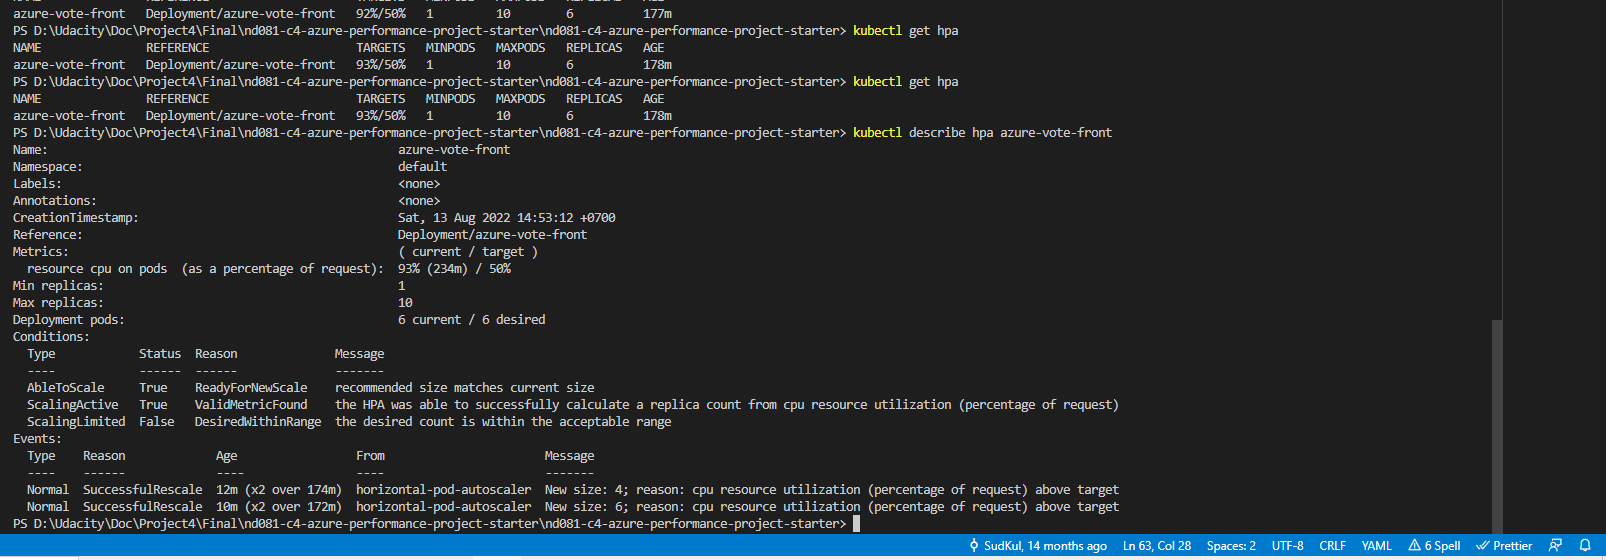 azure-vote-front   Deployment/azure-vote-front   92%/50%   1         10        6          177m
PS D:\Udacity\Doc\Project4\Final\nd081-c4-azure-performance-project-starter\nd081-c4-azure-performance-project-starter> kubectl get hpa
NAME               REFERENCE                     TARGETS   MINPODS   MAXPODS   REPLICAS   AGE
azure-vote-front   Deployment/azure-vote-front   93%/50%   1         10        6          178m
PS D:\Udacity\Doc\Project4\Final\nd081-c4-azure-performance-project-starter\nd081-c4-azure-performance-project-starter> kubectl get hpa
NAME               REFERENCE                     TARGETS   MINPODS   MAXPODS   REPLICAS   AGE
azure-vote-front   Deployment/azure-vote-front   93%/50%   1         10        6          178m
PS D:\Udacity\Doc\Project4\Final\nd081-c4-azure-performance-project-starter\nd081-c4-azure-performance-project-starter> kubectl describe hpa azure-vote-front
Name:                                                  azure-vote-front
Namespace:                                             default
Labels:                                                <none>
Annotations:                                           <none>
CreationTimestamp:                                     Sat, 13 Aug 2022 14:53:12 +0700
Reference:                                             Deployment/azure-vote-front
Metrics:                                               ( current / target )
  resource cpu on pods  (as a percentage of request):  93% (234m) / 50%
Min replicas:                                          1
Max replicas:                                          10
Deployment pods:                                       6 current / 6 desired
Conditions:
  Type            Status  Reason              Message
  ----            ------  ------              -------
  AbleToScale     True    ReadyForNewScale    recommended size matches current size
  ScalingActive   True    ValidMetricFound    the HPA was able to successfully calculate a replica count from cpu resource utilization (percentage of request)
  ScalingLimited  False   DesiredWithinRange  the desired count is within the acceptable range
Events:
  Type    Reason             Age                 From                       Message
  ----    ------             ----                ----                       -------
  Normal  SuccessfulRescale  12m (x2 over 174m)  horizontal-pod-autoscaler  New size: 4; reason: cpu resource utilization (percentage of request) above target
  Normal  SuccessfulRescale  10m (x2 over 172m)  horizontal-pod-autoscaler  New size: 6; reason: cpu resource utilization (percentage of request) above target
PS D:\Udacity\Doc\Project4\Final\nd081-c4-azure-performance-project-starter\nd081-c4-azure-performance-project-starter>
SudKul, 14 months ago   Ln 63, Col 28   Spaces: 2   UTF-8   CRLF   YAML   6 Spell   Prettier